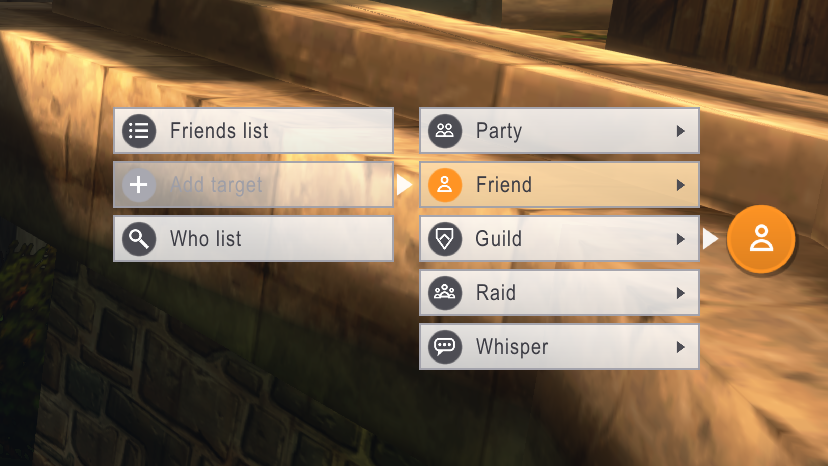 Friends list
Add target
Who list
Party
Friend
Guild
Raid
Whisper